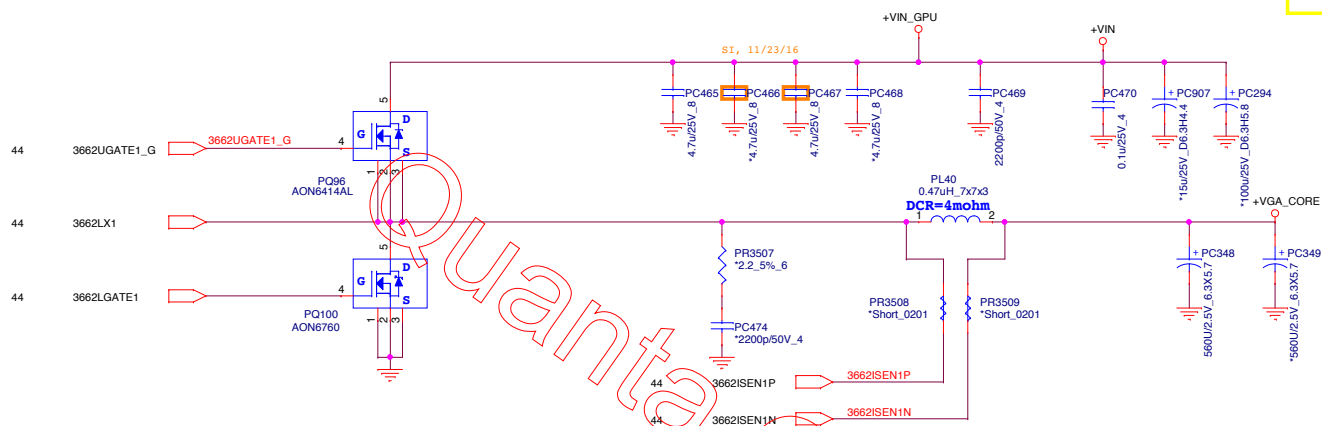 +VIN_GPU
+VIN
SI, 11/23/16
5
D
G
S
4
1
2
3
PQ96
AON6414AL
44 3662UGATE1_G 3662UGATE1_G
PC465
4.7u/25V_8
PC466
*4.7u/25V_8
PC467
4.7u/25V_8
PC468
*4.7u/25V_8
PC469
2200p/50V_4
PC470
0.1u/25V_4
+ PC907
*15u/25V_D6.3H4.4
+ PC294
*100u/25V_D6.3H5.8
44 3662LX1
PL40
0.47uH_7x7x3
DCR=4mohm
1 2
+VGA_CORE
44 3662LGATE1
5
D
G
S
4
1
2
3
PQ100
AON6760
PR3507
*2.2_5%_6
PC474
*2200p/50V_4
PR3508
*Short_0201
PR3509
*Short_0201
+ PC348
560U/2.5V_6.3X5.7
+ PC349
*560U/2.5V_6.3X5.7
44 3662ISEN1P 3662ISEN1P
44 3662ISEN1N 3662ISEN1N
Quanta